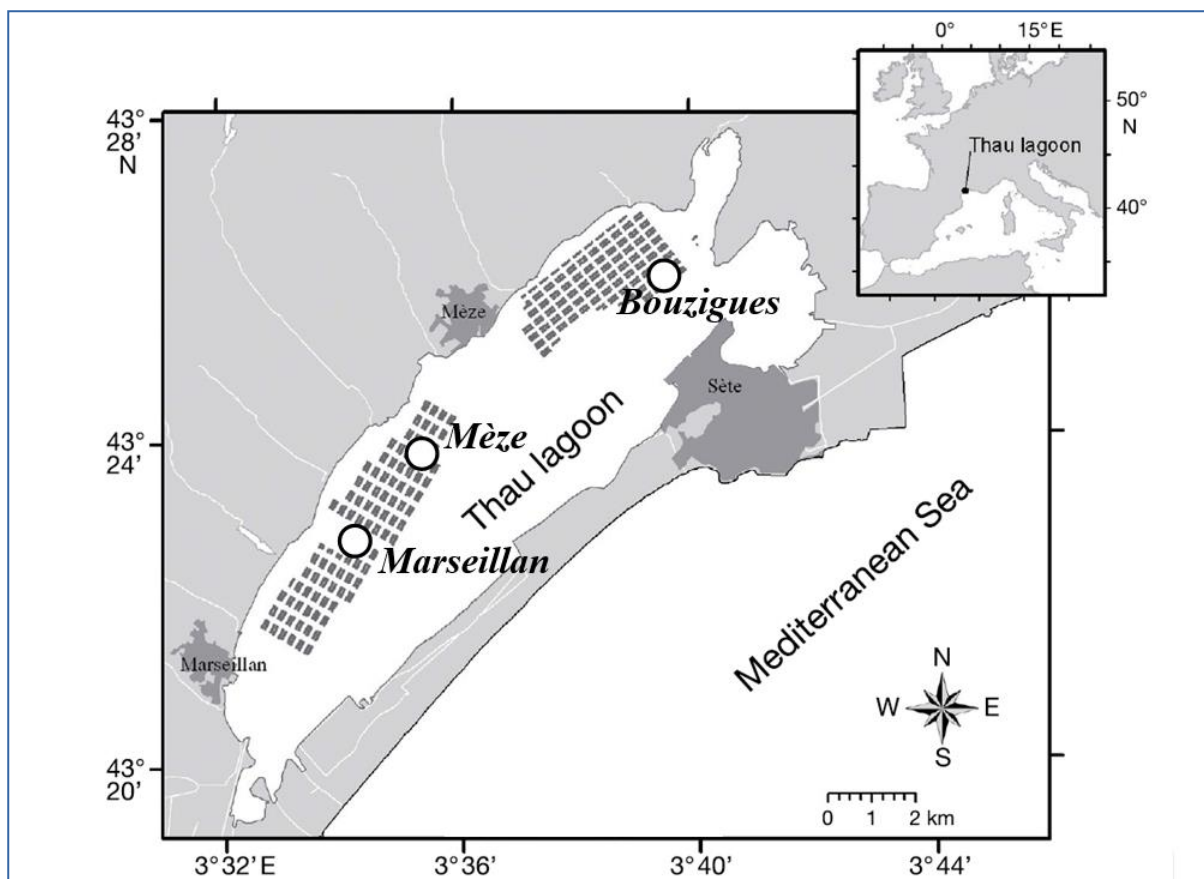 0° 15°E
50°
N
Thau lagoon
40°
43°
28'
N
Bouzigues
Mèze
Sète
43°
24'
Mèze
Thau lagoon
Marseillan
Mediterranean Sea
Marseillan
N
W E
S
43°
20'
0 1 2 km
3°32'E 3°36' 3°40' 3°44'